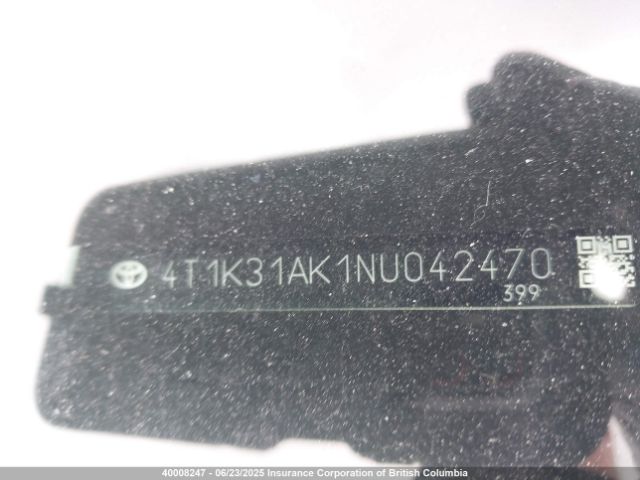 4T1K31AK1NU042470
399
40008247 - 06/23/2025 Insurance Corporation of British Columbia